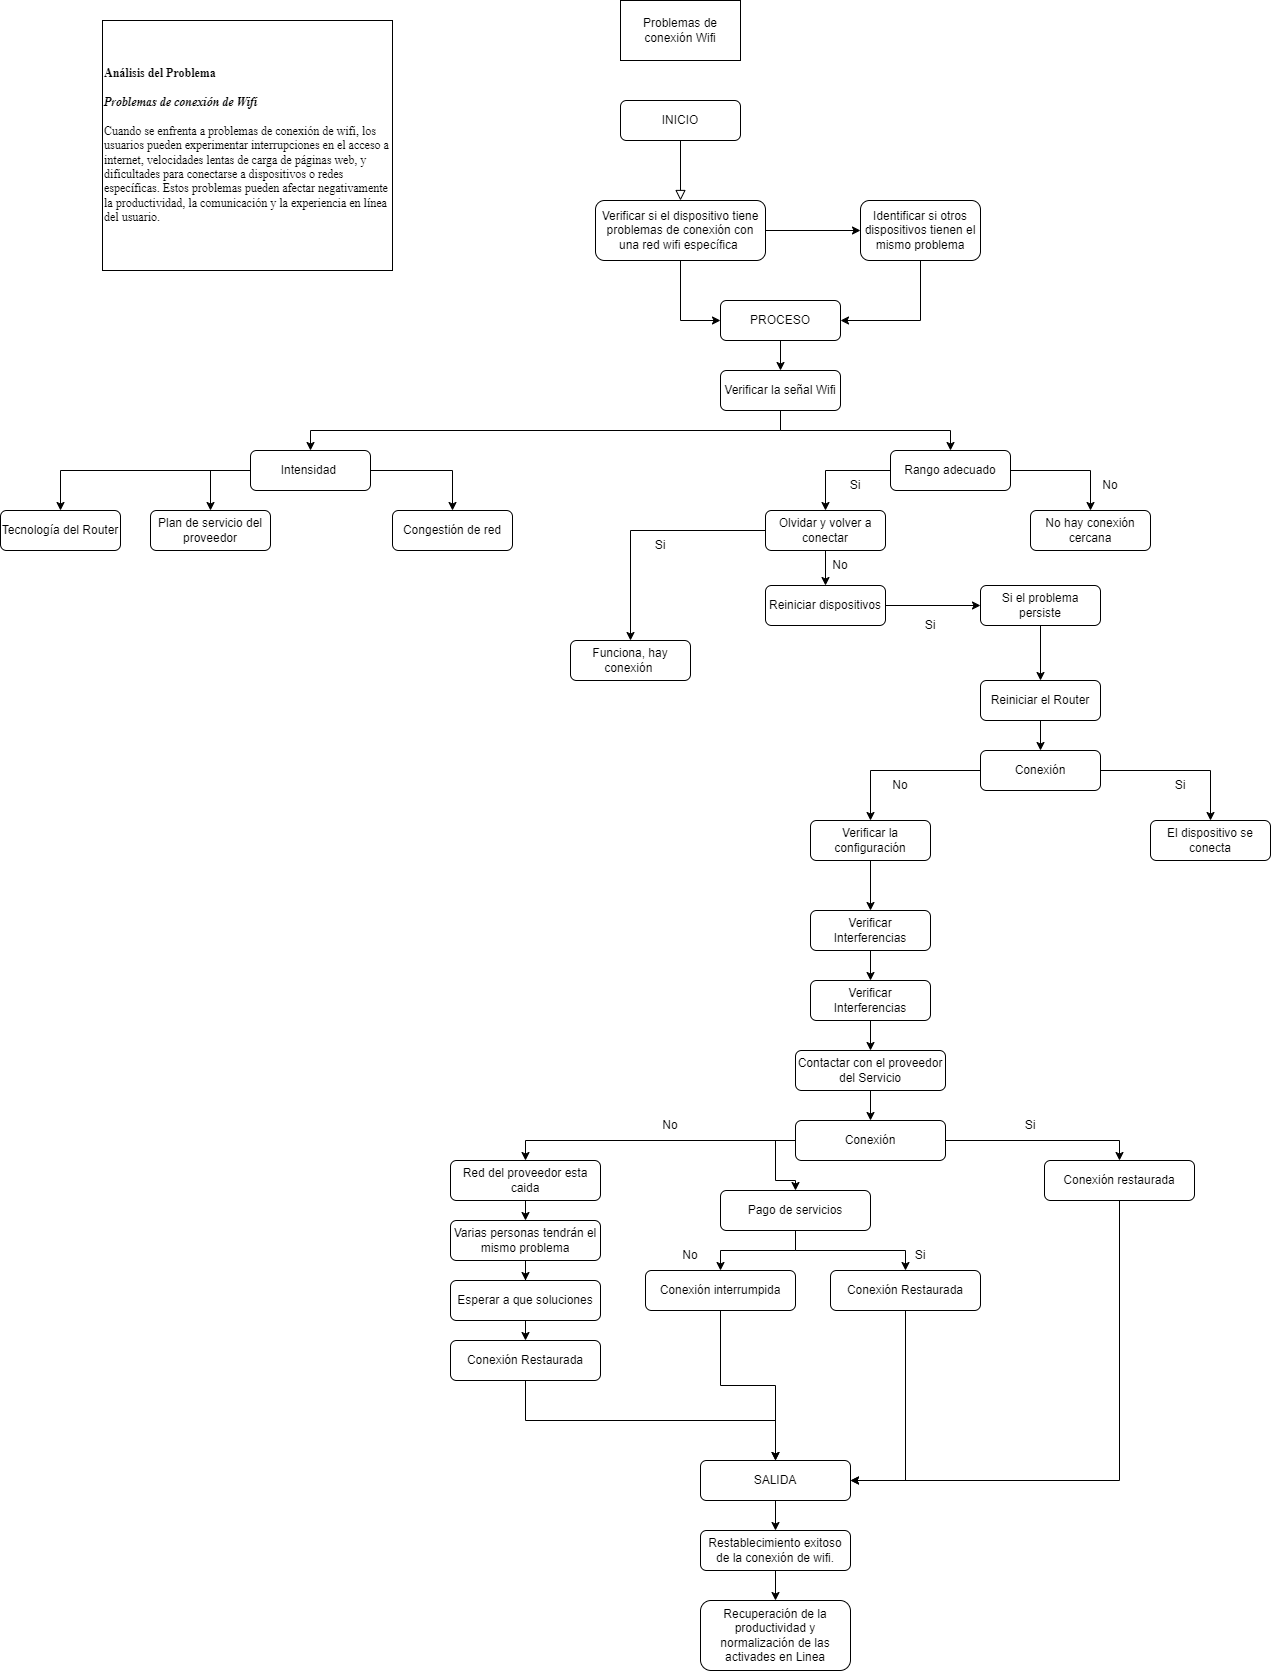 Problemas de
conexión Wifi
Análisis del Problema
Problemas de conexión de Wifi
Cuando se enfrenta a problemas de conexión de wifi, los
usuarios pueden experimentar interrupciones en el acceso a
internet, velocidades lentas de carga de páginas web, y
dificultades para conectarse a dispositivos o redes
específicas. Estos problemas pueden afectar negativamente
la productividad, la comunicación y la experiencia en línea
del usuario.
INICIO
Verificar si el dispositivo tiene
problemas de conexión con
una red wifi específica
Identificar si otros
dispositivos tienen el
mismo problema
PROCESO
Verificar la señal Wifi
Intensidad
Rango adecuado
Si
No
Tecnología del Router
Plan de servicio del
proveedor
Congestión de red
Olvidar y volver a
conectar
No hay conexión
cercana
Si
No
Reiniciar dispositivos
Si
Si el problema
persiste
Funciona, hay
conexión
Reiniciar el Router
Conexión
No
Si
Verificar la
configuración
El dispositivo se
conecta
Verificar
Interferencias
Verificar
Interferencias
Contactar con el proveedor
del Servicio
Conexión
No
Si
Red del proveedor esta
caida
Conexión restaurada
Pago de servicios
Varias personas tendrán el
mismo problema
No
Si
Esperar a que soluciones
Conexión interrumpida
Conexión Restaurada
Conexión Restaurada
SALIDA
Restablecimiento exitoso
de la conexión de wifi.
Recuperación de la
productividad y
normalización de las
activades en Linea